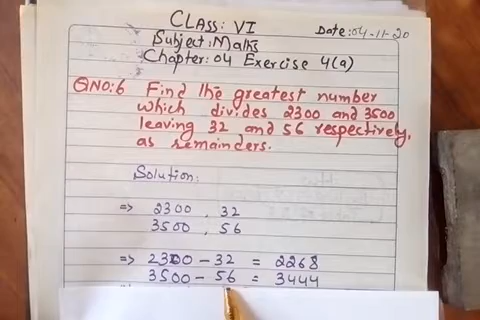 CLASS: VI
Date: 04-11-20
Subject: Maths
Chapter: 04 Exercise 4(a)
QNO:6 Find the greatest number
which divides 2300 and 3500
leaving 32 and 56 respectively,
as remainders.
Solution:
⇒ 2300 , 32
3500 , 56
⇒ 2300 - 32 = 2268
3500 - 56 = 3444